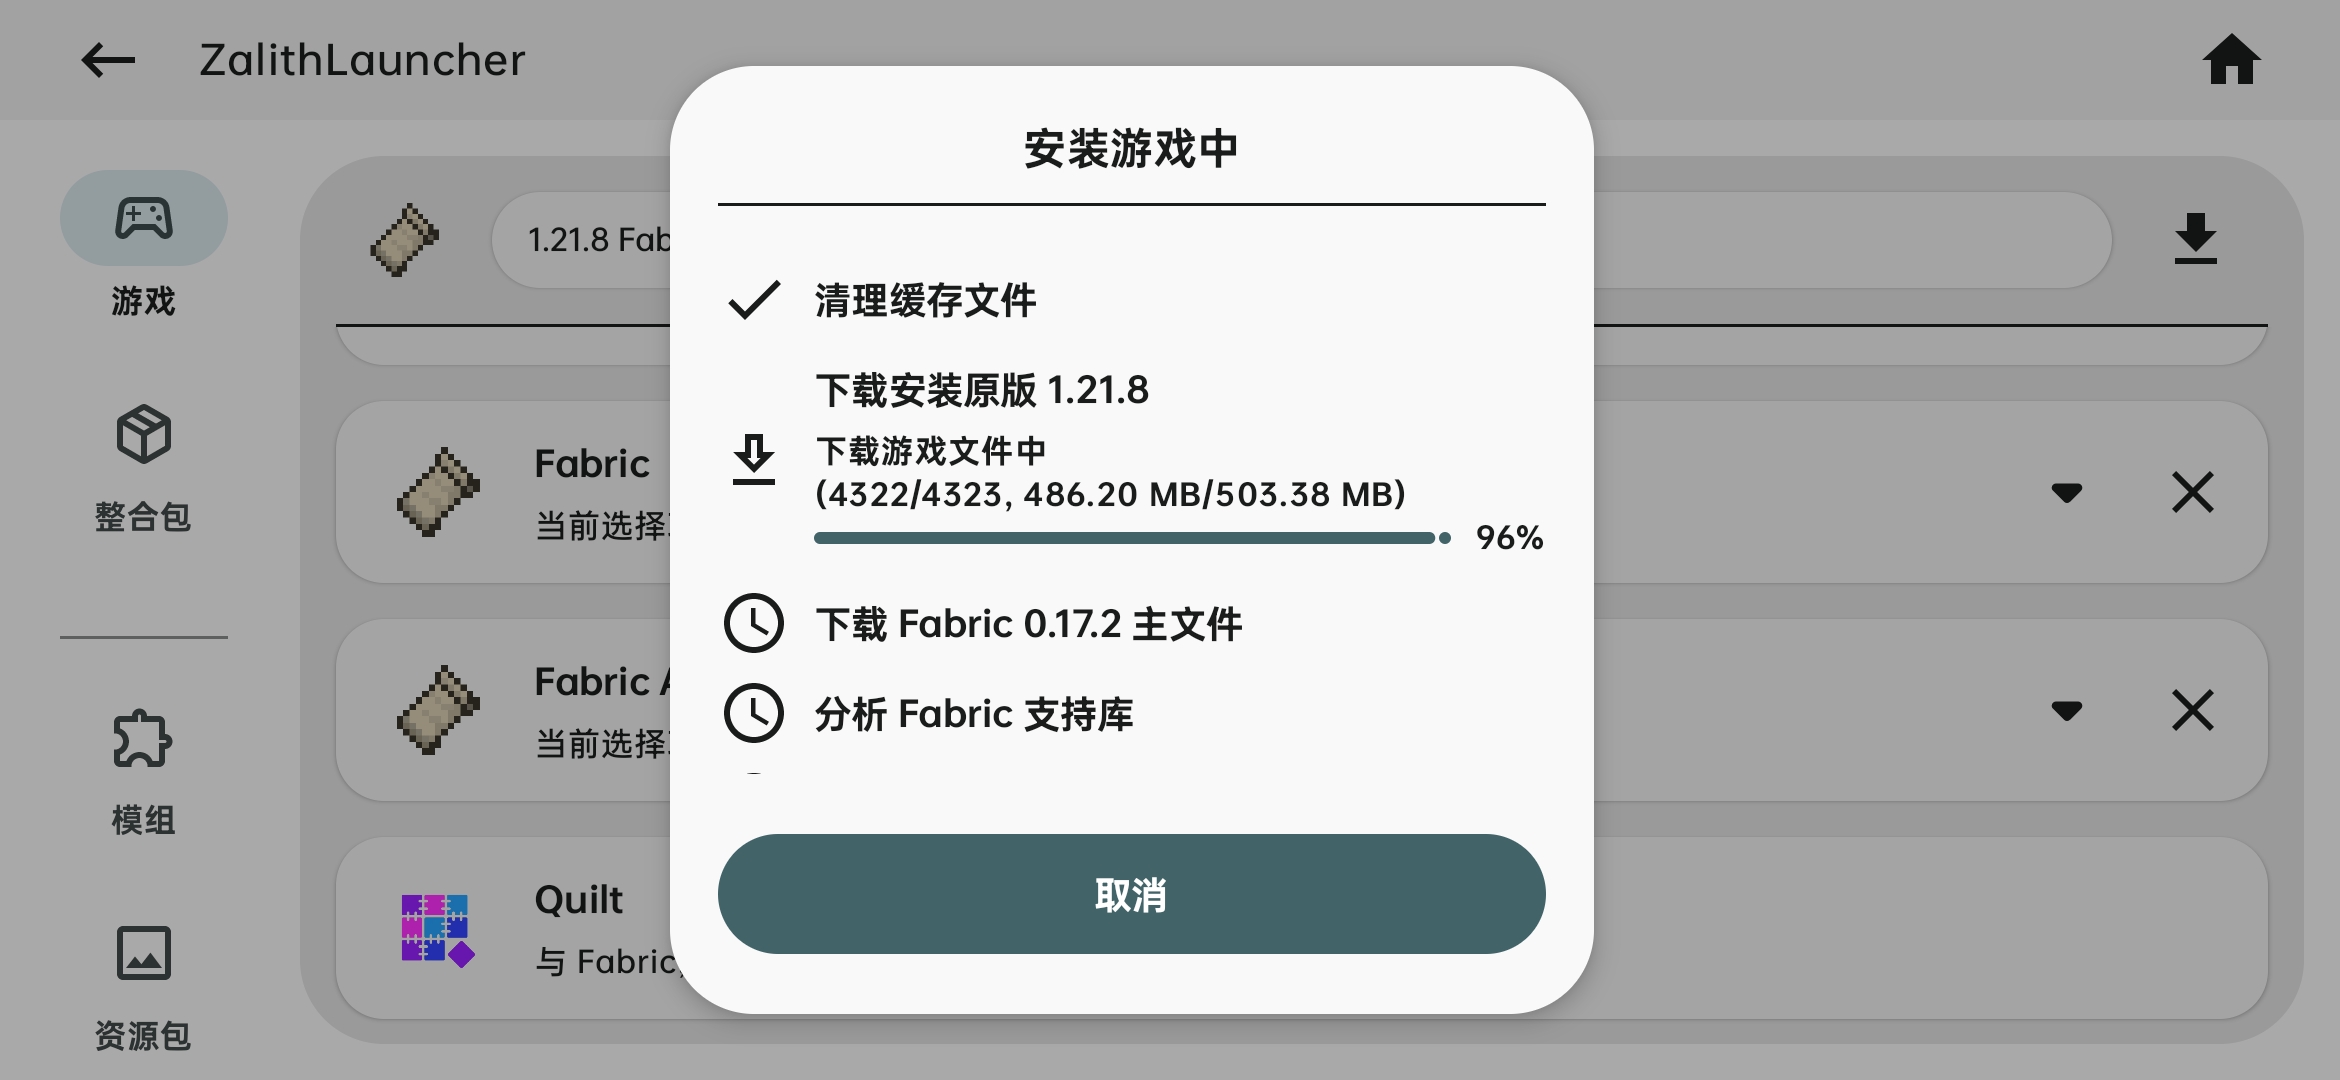 ZalithLauncher
游戏
整合包
模组
资源包
1.21.8 Fab
Fabric
当前选择
Fabric
当前选择
Quilt
与 Fabric
安装游戏中
清理缓存文件
下载安装原版 1.21.8
下载游戏文件中
(4322/4323, 486.20 MB/503.38 MB)
96%
下载 Fabric 0.17.2 主文件
分析 Fabric 支持库
取消